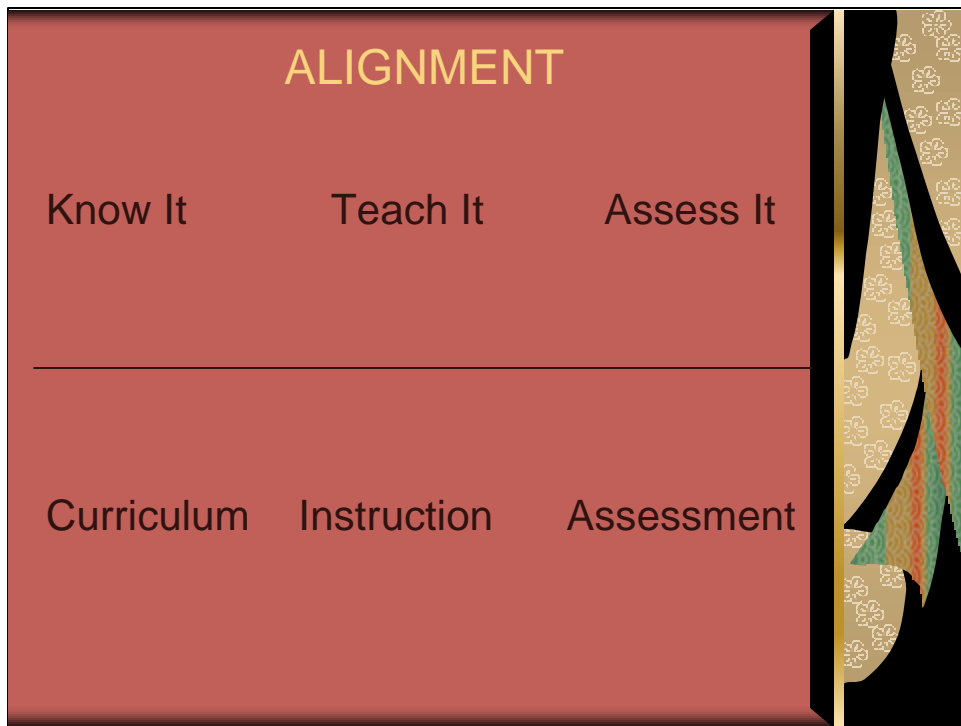 ALIGNMENT
Know It Teach It Assess It
Curriculum Instruction Assessment